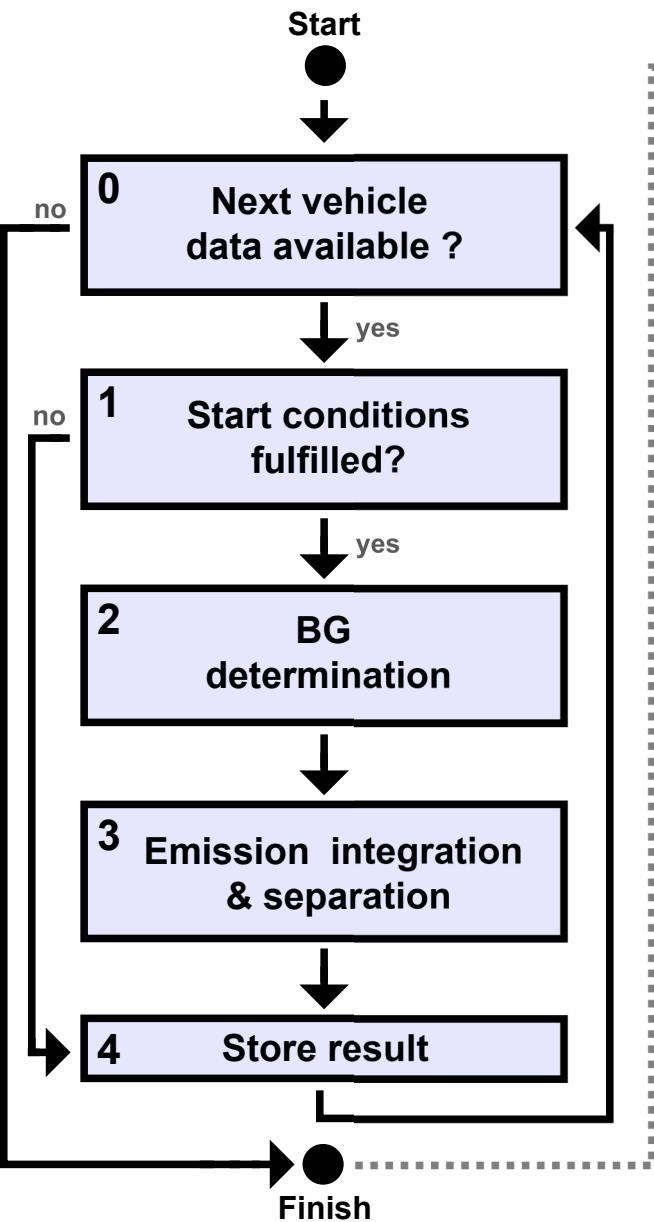 Start
0
Next vehicle
data available ?
no
yes
1
Start conditions
fulfilled?
no
yes
2
BG
determination
3
Emission integration
& separation
4
Store result
Finish